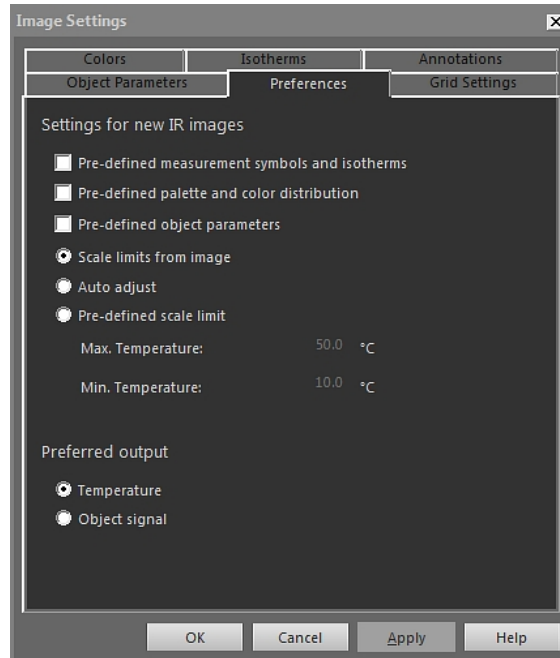 Image Settings
Colors Isotherms Annotations
Object Parameters Preferences Grid Settings
Settings for new IR images
Pre-defined measurement symbols and isotherms
Pre-defined palette and color distribution
Pre-defined object parameters
Scale limits from image
Auto adjust
Pre-defined scale limit
Max. Temperature: 50.0 °C
Min. Temperature: 10.0 °C
Preferred output
Temperature
Object signal
OK Cancel Apply Help